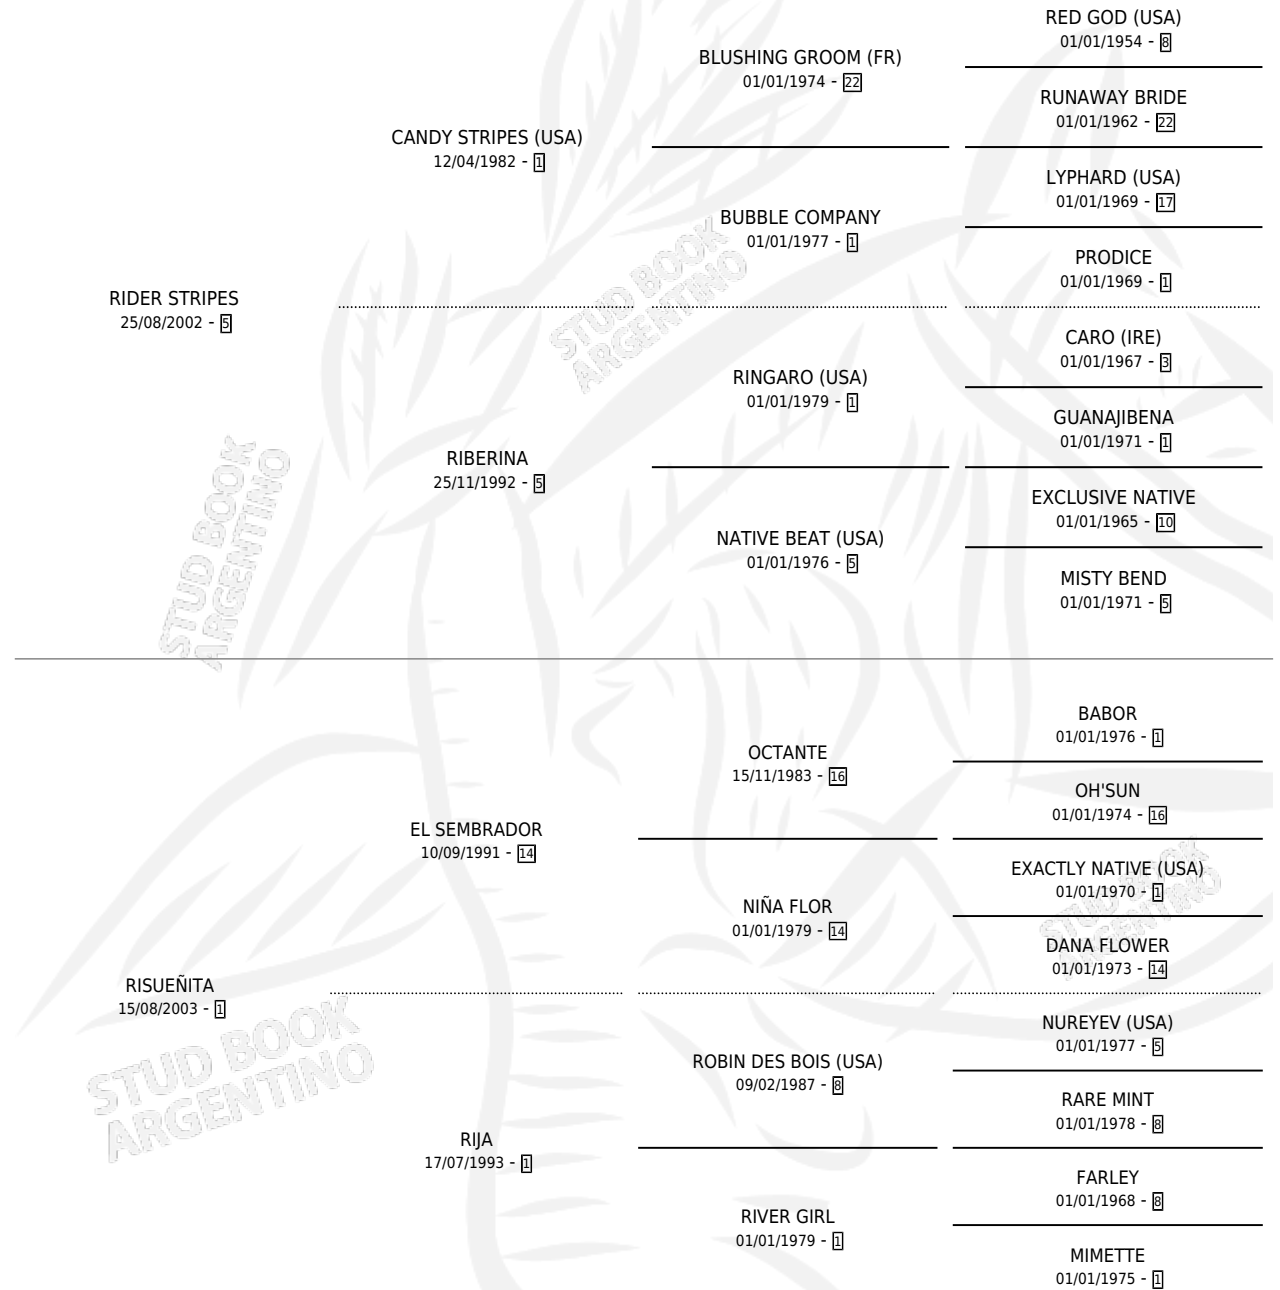 RED GOD (USA)
01/01/1954 - 8
BLUSHING GROOM (FR)
01/01/1974 - 22
RUNAWAY BRIDE
01/01/1962 - 22
CANDY STRIPES (USA)
12/04/1982 - 1
LYPHARD (USA)
01/01/1969 - 17
BUBBLE COMPANY
01/01/1977 - 1
PRODICE
01/01/1969 - 1
RIDER STRIPES
25/08/2002 - 5
CARO (IRE)
01/01/1967 - 3
RINGARO (USA)
01/01/1979 - 1
GUANAJIBENA
01/01/1971 - 1
RIBERINA
25/11/1992 - 5
EXCLUSIVE NATIVE
01/01/1965 - 10
NATIVE BEAT (USA)
01/01/1976 - 5
MISTY BEND
01/01/1971 - 5
STUD BOOK
ARGENTINO
STUD BOOK
ARGENTINO
BABOR
01/01/1976 - 1
OCTANTE
15/11/1983 - 16
OH'SUN
01/01/1974 - 16
EL SEMBRADOR
10/09/1991 - 14
EXACTLY NATIVE (USA)
01/01/1970 - 1
NIÑA FLOR
01/01/1979 - 14
DANA FLOWER
01/01/1973 - 14
RISUEÑITA
15/08/2003 - 1
NUREYEV (USA)
01/01/1977 - 5
ROBIN DES BOIS (USA)
09/02/1987 - 8
RARE MINT
01/01/1978 - 8
RIJA
17/07/1993 - 1
FARLEY
01/01/1968 - 8
RIVER GIRL
01/01/1979 - 1
MIMETTE
01/01/1975 - 1
STUD BOOK
ARGENTINO
STUD BOOK
ARGENTINO